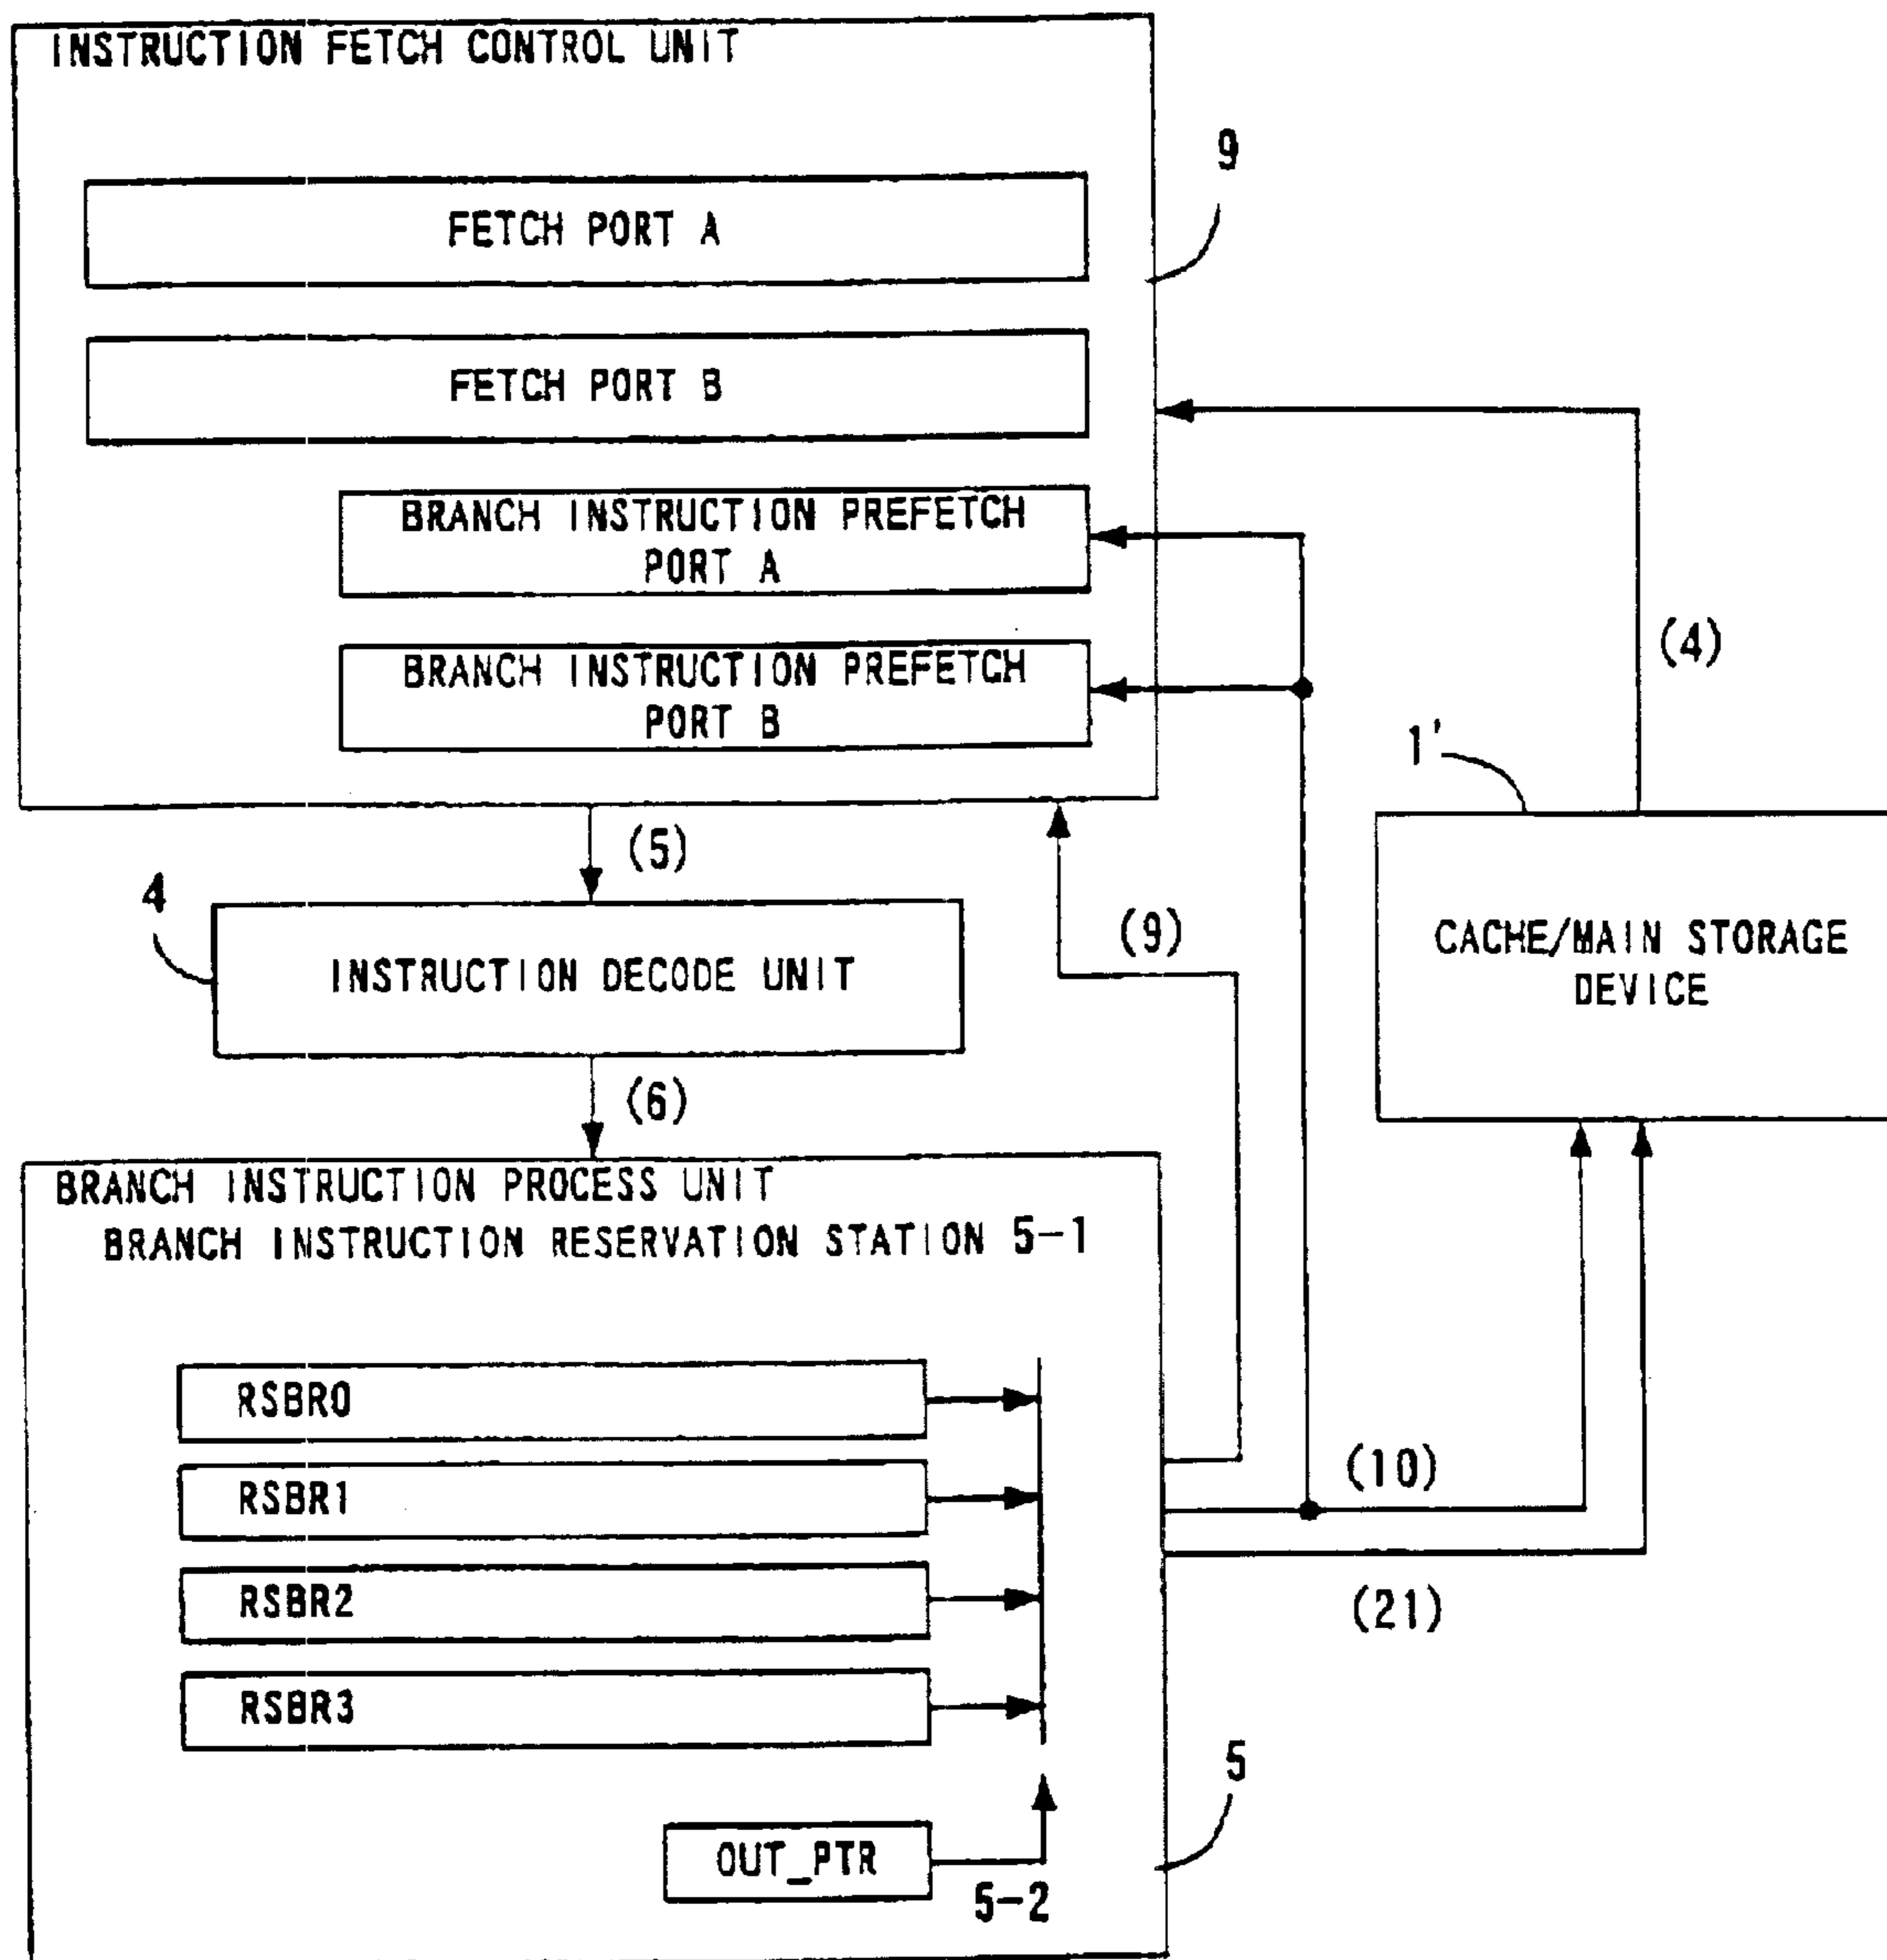 INSTRUCTION FETCH CONTROL UNIT
9
FETCH PORT A
FETCH PORT B
BRANCH INSTRUCTION PREFETCH
PORT A
(4)
BRANCH INSTRUCTION PREFETCH
PORT B
1'
(5)
4
(9)
CACHE/MAIN STORAGE
DEVICE
INSTRUCTION DECODE UNIT
(6)
BRANCH INSTRUCTION PROCESS UNIT
BRANCH INSTRUCTION RESERVATION STATION 5-1
RSBR0
(10)
RSBR1
RSBR2
(21)
RSBR3
5
OUT_PTR
5-2